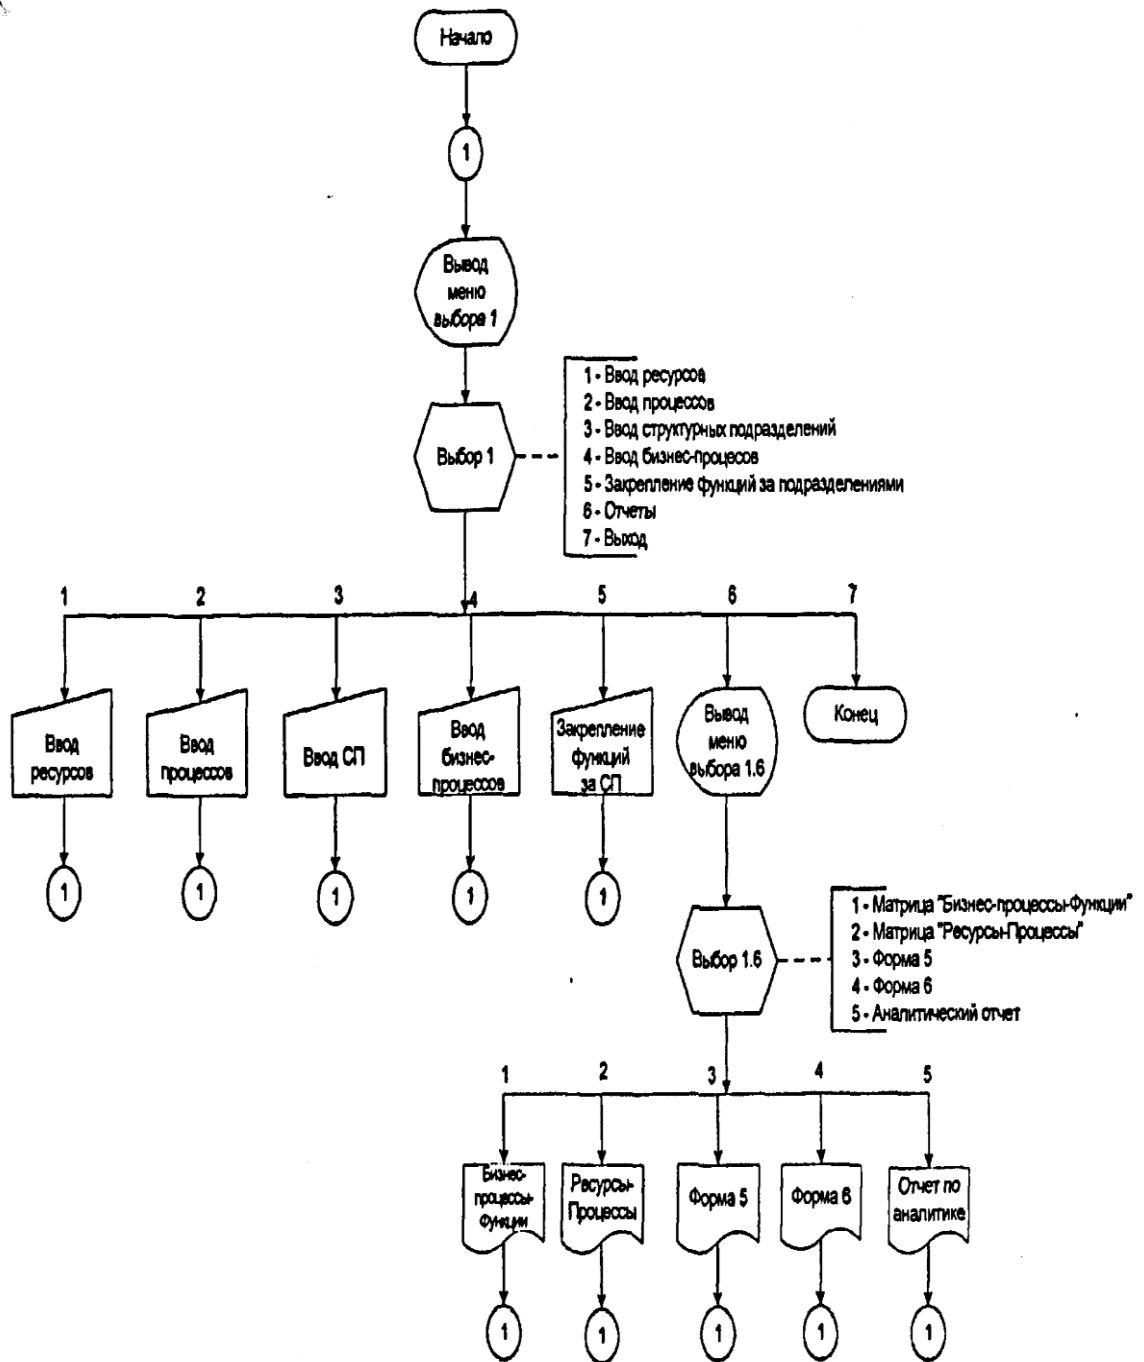 Начало
1
Вывод
меню
выбора 1
Выбор 1
1 - Ввод ресурсов
2 - Ввод процессов
3 - Ввод структурных подразделений
4 - Ввод бизнес-процесов
5 - Закрепление функций за подразделениями
6 - Отчеты
7 - Выход
1 2 3 4 5 6 7
Ввод
ресурсов
Ввод
процессов
Ввод СП
Ввод
бизнес-
процессов
Закрепление
функций
за СП
Вывод
меню
выбора 1.6
Конец
1 1 1 1 1
Выбор 1.6
1 - Матрица "Бизнес-процессы-Функции"
2 - Матрица "Ресурсы-Процессы"
3 - Форма 5
4 - Форма 6
5 - Аналитический отчет
1 2 3 4 5
Бизнес-
процессы-
Функции
Ресурсы-
Процессы
Форма 5
Форма 6
Отчет по
аналитике
1 1 1 1 1